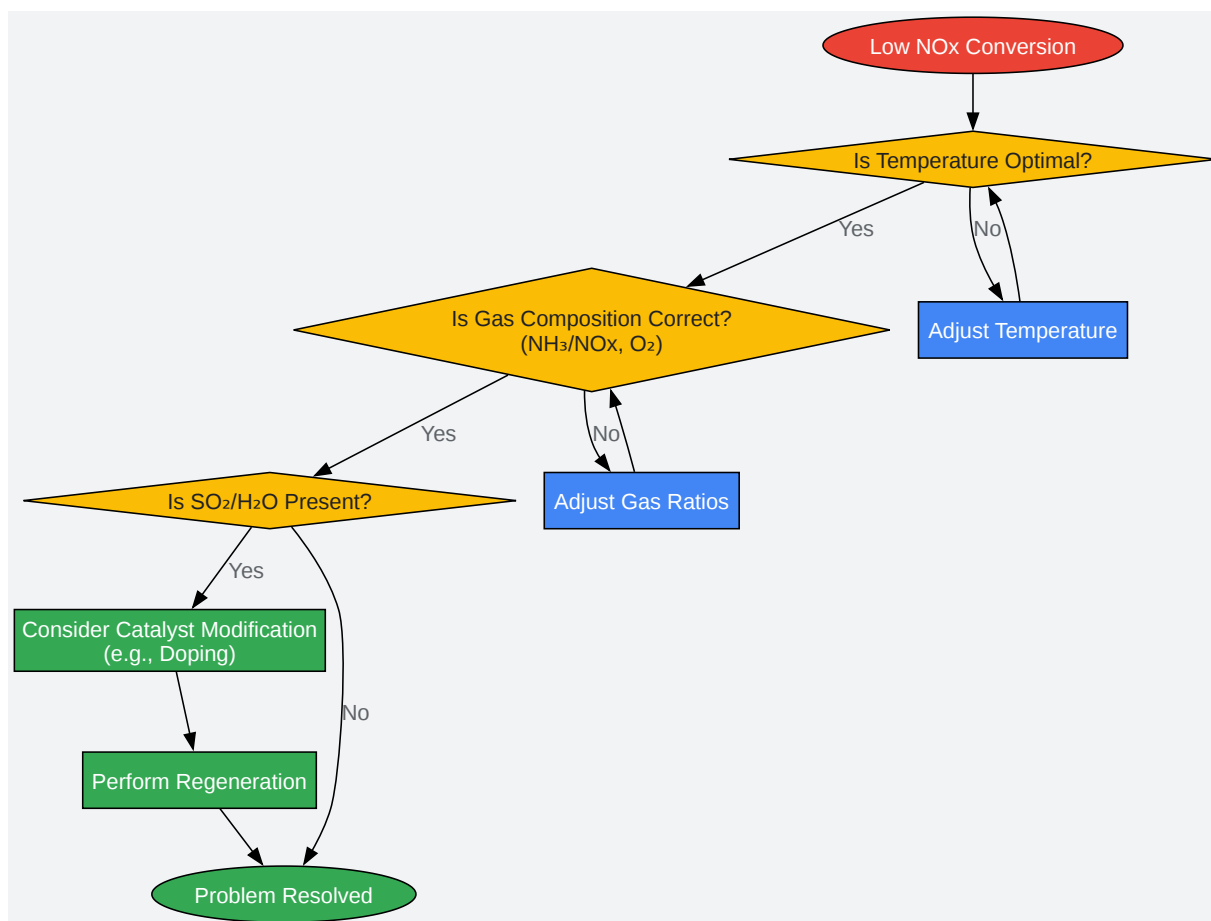 Low NOx Conversion
Is Temperature Optimal?
Yes
No
Is Gas Composition Correct?
(NH₃/NOx, O₂)
Adjust Temperature
Yes
No
Is SO₂/H₂O Present?
Adjust Gas Ratios
Yes
Consider Catalyst Modification
(e.g., Doping)
No
Perform Regeneration
Problem Resolved